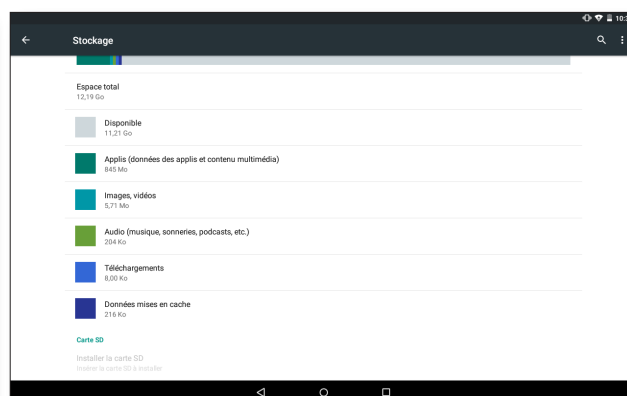 10:3
Stockage
Espace total
12,19 Go
Disponible
11,21 Go
Applis (données des applis et contenu multimédia)
845 Mo
Images, vidéos
5,71 Mo
Audio (musique, sonneries, podcasts, etc.)
204 Ko
Téléchargements
8,00 Ko
Données mises en cache
216 Ko
Carte SD
Installer la carte SD
Insérer la carte SD à installer